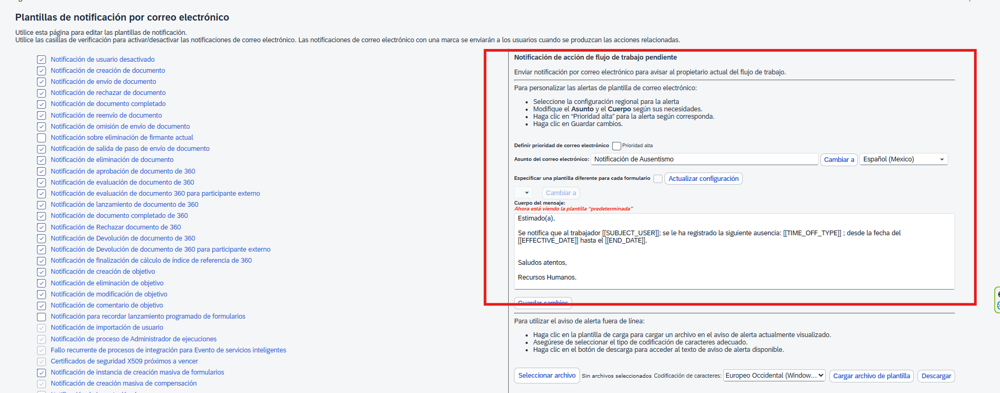 Plantillas de notificación por correo electrónico
Utilice esta página para editar las plantillas de notificación.
Utilice las casillas de verificación para activar/desactivar las notificaciones de correo electrónico. Las notificaciones de correo electrónico con una marca se enviarán a los usuarios cuando se produzcan las acciones relacionadas.
Notificación de usuario desactivado
Notificación de creación de documento
Notificación de envío de documento
Notificación de rechazar de documento
Notificación de documento completado
Notificación de reenvío de documento
Notificación de omisión de envío de documento
Notificación sobre eliminación de firmante actual
Notificación de salida de paso de envío de documento
Notificación de eliminación de documento
Notificación de aprobación de documento de 360
Notificación de evaluación de documento de 360
Notificación de evaluación de documento 360 para participante externo
Notificación de lanzamiento de documento de 360
Notificación de documento completado de 360
Notificación de Rechazar documento de 360
Notificación de Devolución de documento de 360
Notificación de Devolución de documento de 360 para participante externo
Notificación de finalización de cálculo de índice de referencia de 360
Notificación de creación de objetivo
Notificación de eliminación de objetivo
Notificación de modificación de objetivo
Notificación de comentario de objetivo
Notificación para recordar lanzamiento programado de formularios
Notificación de importación de usuario
Notificación de proceso de Administrador de ejecuciones
Fallo recurrente de procesos de integración para Evento de servicios inteligentes
Certificados de seguridad X509 próximos a vencer
Notificación de instancia de creación masiva de formularios
Notificación de creación masiva de compensación
Notificación de acción de flujo de trabajo pendiente
Enviar notificación por correo electrónico para avisar al propietario actual del flujo de trabajo.
Para personalizar las alertas de plantilla de correo electrónico:
• Seleccione la configuración regional para la alerta
• Modifique el Asunto y el Cuerpo según sus necesidades.
• Haga clic en “Prioridad alta” para la alerta según corresponda.
• Haga clic en Guardar cambios.
Definir prioridad de correo electrónico Prioridad alta
Asunto del correo electrónico: Notificación de Ausentismo Cambiar a Español (Mexico)
Especificar una plantilla diferente para cada formulario Actualizar configuración
Cambiar a
Cuerpo del mensaje:
Ahora está viendo la plantilla “predeterminada”
Estimado(a),
Se notifica que al trabajador [[SUBJECT_USER]]; se le ha registrado la siguiente ausencia: [[TIME_OFF_TYPE]] ; desde la fecha del
[[EFFECTIVE_DATE]] hasta el [[END_DATE]].
Saludos atentos,
Recursos Humanos.
Guardar cambios
Para utilizar el aviso de alerta fuera de línea:
• Haga clic en la plantilla de carga para cargar un archivo en el aviso de alerta actualmente visualizado.
• Asegúrese de seleccionar el tipo de codificación de caracteres adecuado.
• Haga clic en el botón de descarga para acceder al texto de aviso de alerta disponible.
Seleccionar archivo Sin archivos seleccionados Codificación de caracteres: Europeo Occidental (Window... Cargar archivo de plantilla Descargar